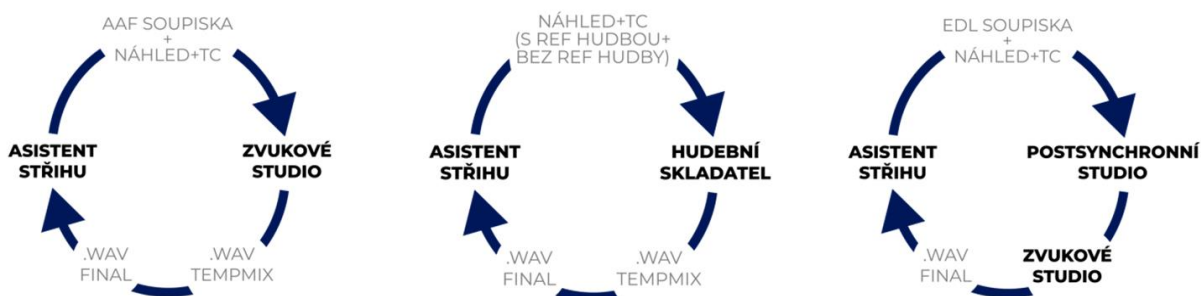 AAF SOUPISKA
+
NÁHLED+TC
ASISTENT
STŘIHU
ZVUKOVÉ
STUDIO
.WAV
FINAL
.WAV
TEMPMIX
NÁHLED+TC
(S REF HUDBOU+
BEZ REF HUDBY)
ASISTENT
STŘIHU
HUDEBNÍ
SKLADATEL
.WAV
FINAL
.WAV
TEMPMIX
EDL SOUPISKA
+
NÁHLED+TC
ASISTENT
STŘIHU
POSTSYNCHRONNÍ
STUDIO
.WAV
FINAL
ZVUKOVÉ
STUDIO